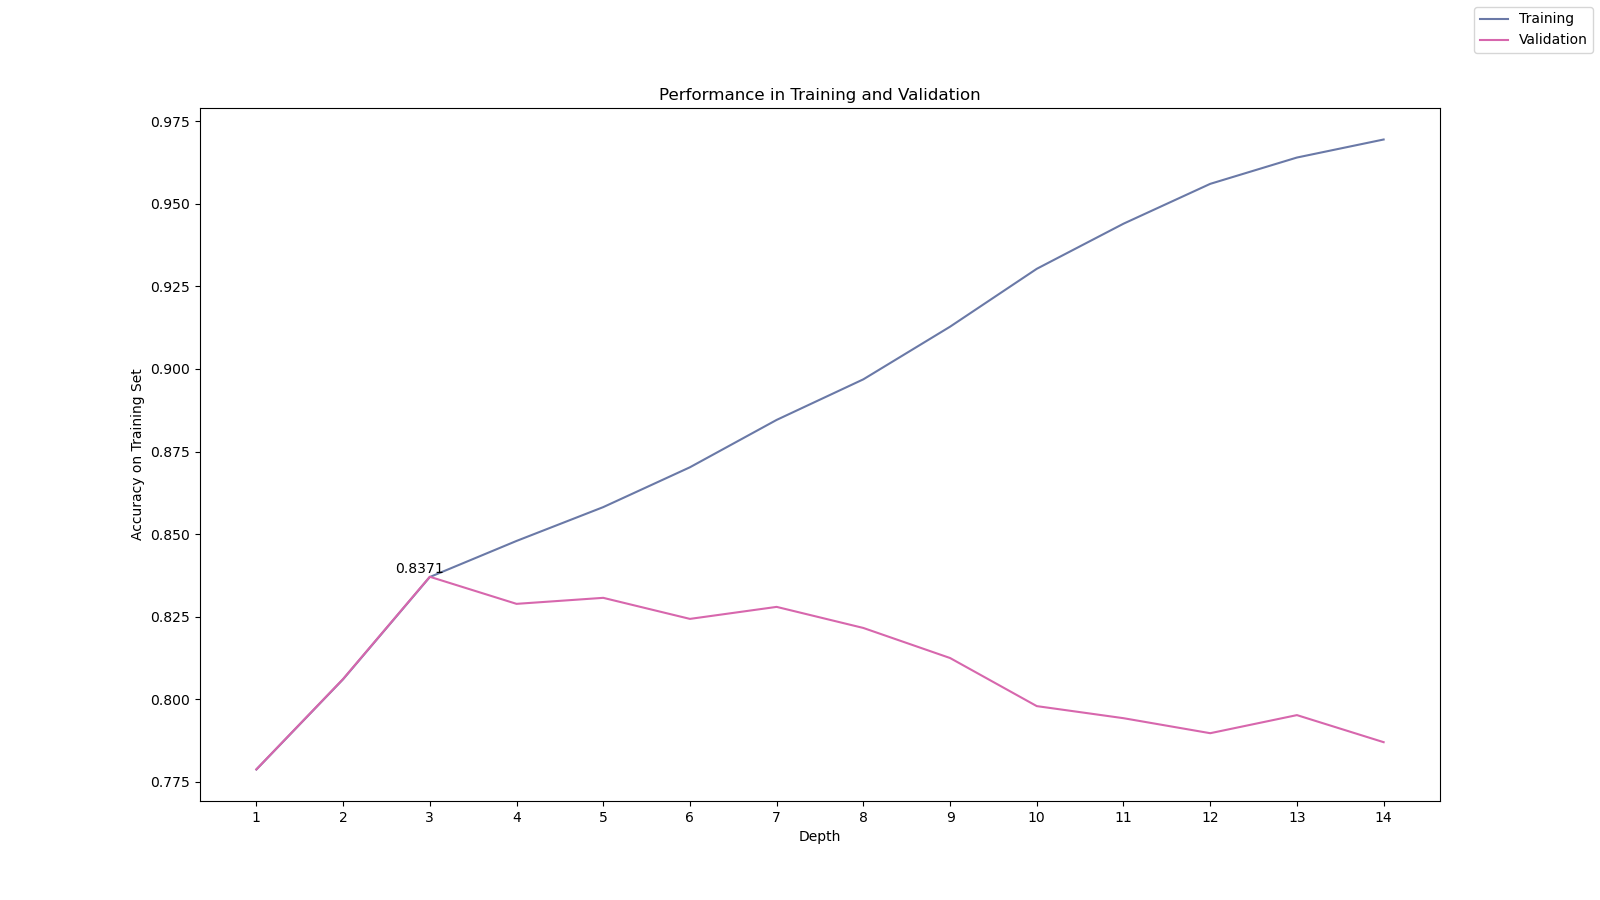 Training
Validation
Performance in Training and Validation
0.975
0.950
0.925
0.900
0.875
0.850
0.825
0.800
0.775
Accuracy on Training Set
0.8371
1 2 3 4 5 6 7 8 9 10 11 12 13 14
Depth